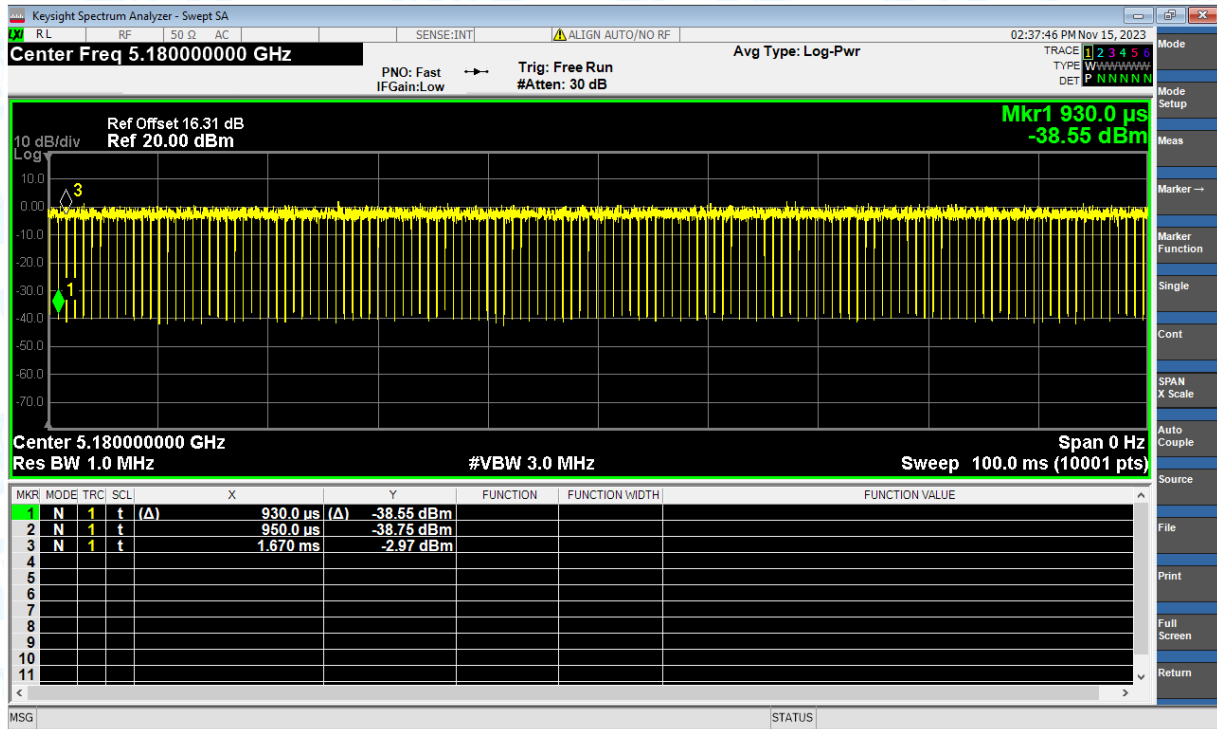 Keysight Spectrum Analyzer - Swept SA
LXI RL RF 50 Ω AC SENSE:INT ALIGN AUTO/NO RF 02:37:46 PM Nov 15, 2023
Center Freq 5.180000000 GHz
PNO: Fast
IFGain:Low
Trig: Free Run
#Atten: 30 dB
Avg Type: Log-Pwr
TRACE 1 2 3 4 5 6
TYPE WWWWWW
DET P N N N N N
Ref Offset 16.31 dB
10 dB/div Ref 20.00 dBm
Log
Mkr1 930.0 µs
-38.55 dBm
10.0
0.00
-10.0
-20.0
-30.0
-40.0
-50.0
-60.0
-70.0
3
1
Center 5.180000000 GHz Span 0 Hz
Res BW 1.0 MHz #VBW 3.0 MHz Sweep 100.0 ms (10001 pts)
MKR MODE TRC SCL X Y FUNCTION FUNCTION WIDTH FUNCTION VALUE
1 N 1 t (Δ) 930.0 µs (Δ) -38.55 dBm
2 N 1 t 950.0 µs -38.75 dBm
3 N 1 t 1.670 ms -2.97 dBm
4
5
6
7
8
9
10
11
MSG STATUS
Mode
Mode
Setup
Meas
Marker →
Marker
Function
Single
Cont
SPAN
X Scale
Auto
Couple
Source
File
Print
Full
Screen
Return